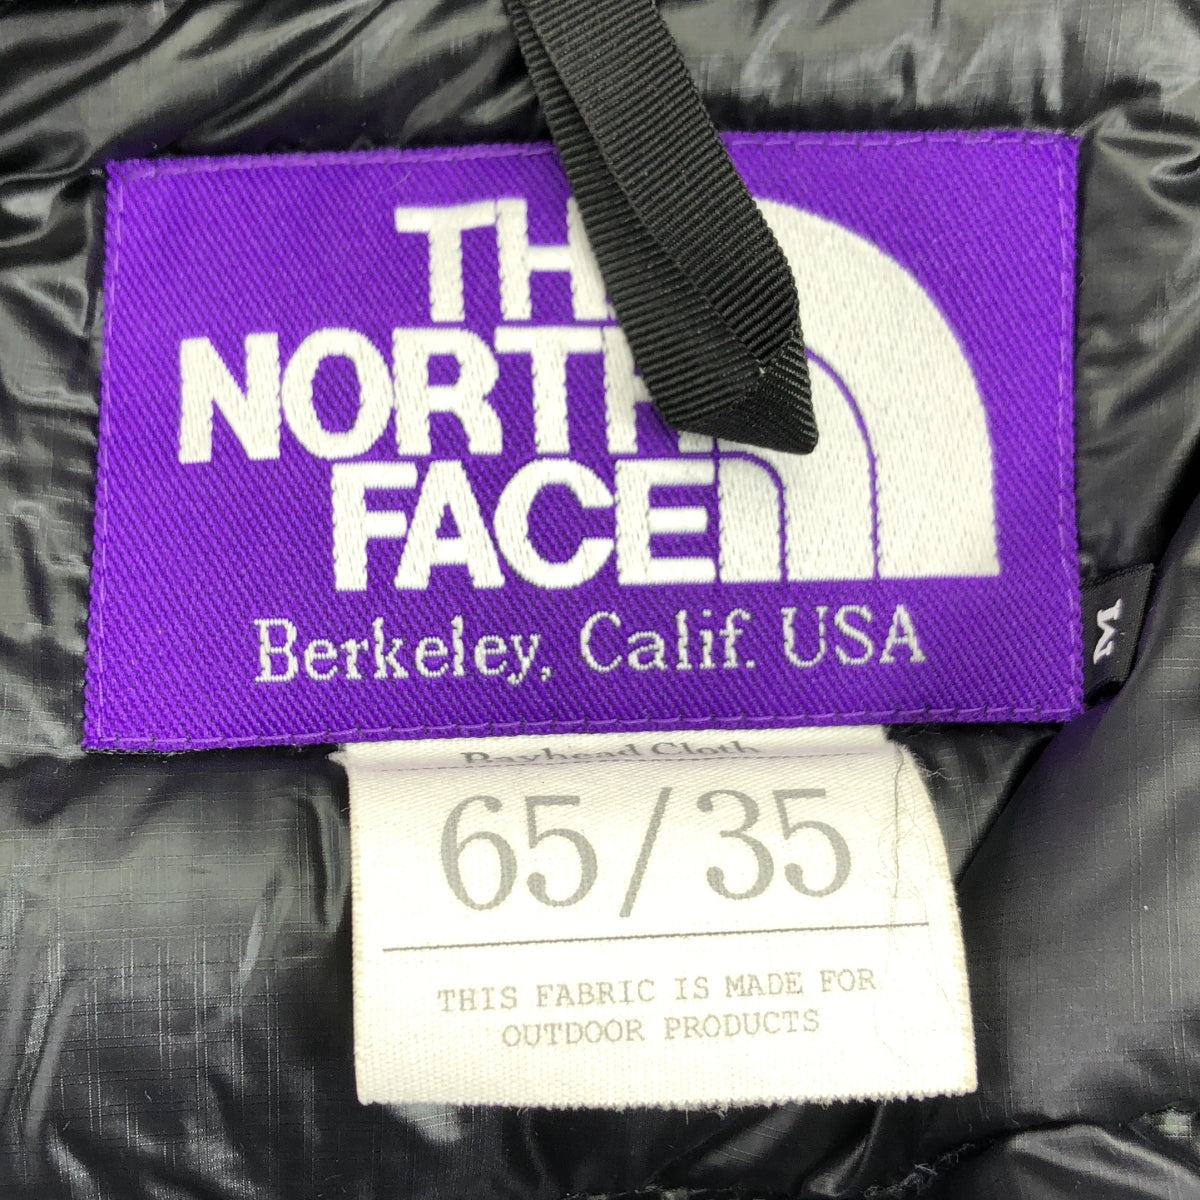 THE
NORTH
FACE
Berkeley, Calif. USA
M
Bayhead Cloth
65/35
THIS FABRIC IS MADE FOR
OUTDOOR PRODUCTS